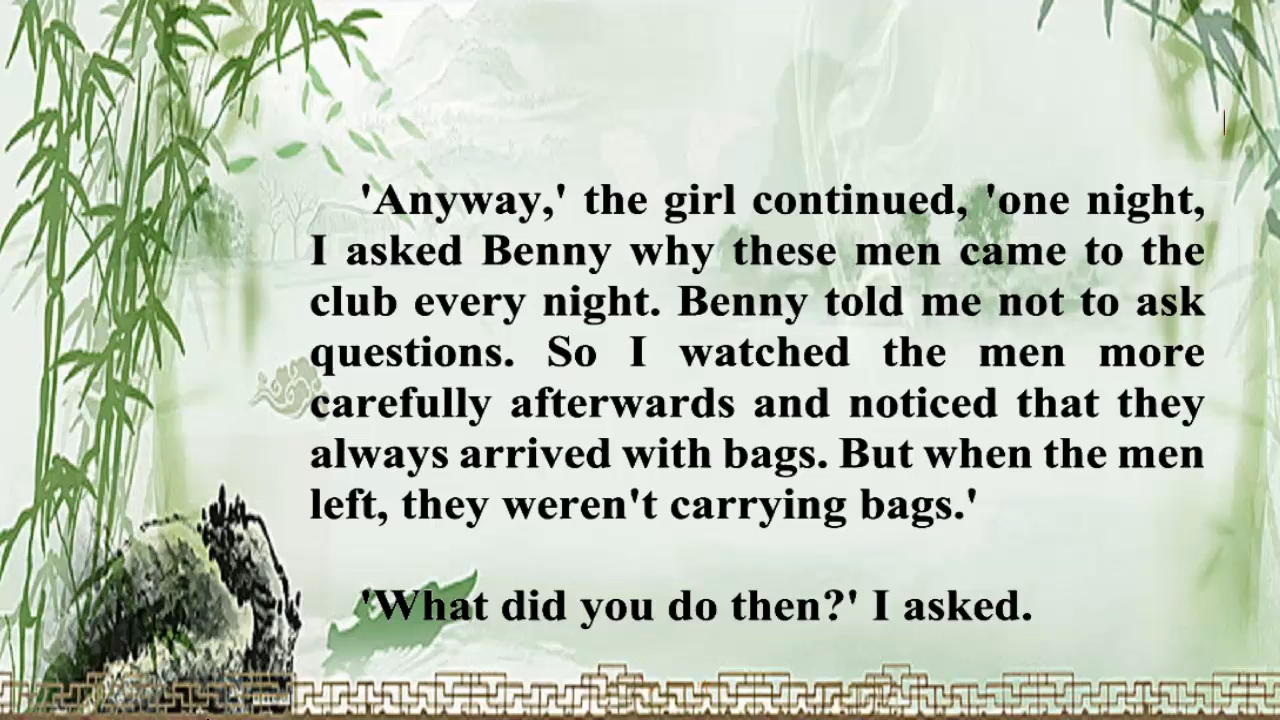 'Anyway,' the girl continued, 'one night,
I asked Benny why these men came to the
club every night. Benny told me not to ask
questions. So I watched the men more
carefully afterwards and noticed that they
always arrived with bags. But when the men
left, they weren't carrying bags.'
'What did you do then?' I asked.